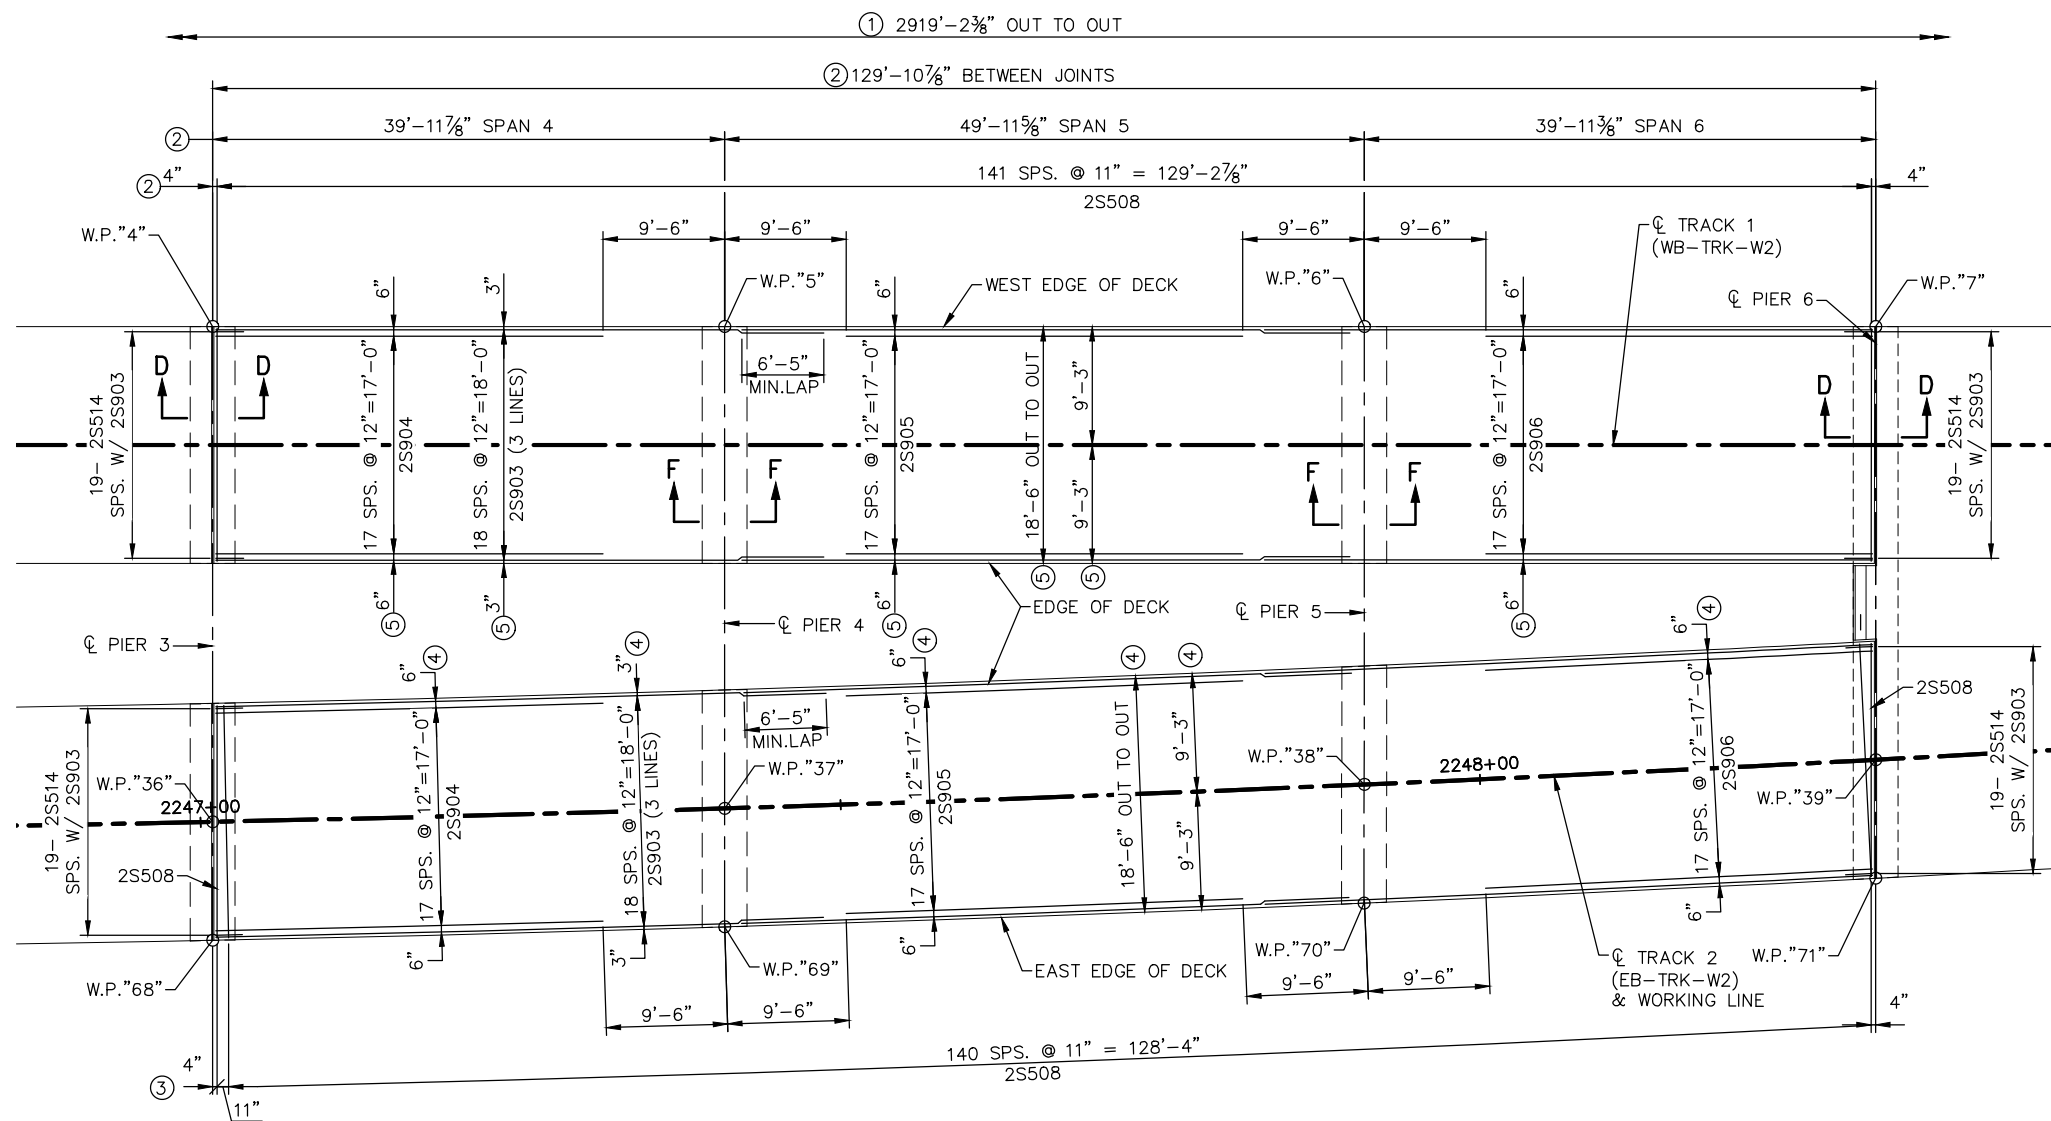 ① 2919'-2⅜" OUT TO OUT
② 129'-10⅞" BETWEEN JOINTS
②
39'-11⅞" SPAN 4
49'-11⅝" SPAN 5
39'-11⅜" SPAN 6
② 4"
141 SPS. @ 11" = 129'-2⅞"
2S508
4"
9'-6"
9'-6"
9'-6"
9'-6"
W.P."4"
W.P."5"
W.P."6"
W.P."7"
℄ TRACK 1
(WB-TRK-W2)
WEST EDGE OF DECK
℄ PIER 6
6"
3"
6"
6"
D
D
D
D
19- 2S514
SPS. W/ 2S903
17 SPS. @ 12"=17'-0"
2S904
18 SPS. @ 12"=18'-0"
2S903 (3 LINES)
6'-5"
MIN.LAP
17 SPS. @ 12"=17'-0"
2S905
18'-6" OUT TO OUT
9'-3"
9'-3"
17 SPS. @ 12"=17'-0"
2S906
19- 2S514
SPS. W/ 2S903
F
F
F
F
6"
⑤
3"
⑤
6"
⑤
⑤
⑤
6"
⑤
EDGE OF DECK
℄ PIER 3
℄ PIER 4
℄ PIER 5
6"
④
3"
④
6"
④
④
④
6"
④
19- 2S514
SPS. W/ 2S903
W.P."36"
2247+00
2S508
17 SPS. @ 12"=17'-0"
2S904
18 SPS. @ 12"=18'-0"
2S903 (3 LINES)
6'-5"
MIN.LAP
W.P."37"
17 SPS. @ 12"=17'-0"
2S905
18'-6" OUT TO OUT
9'-3"
9'-3"
W.P."38"
2248+00
17 SPS. @ 12"=17'-0"
2S906
W.P."39"
2S508
19- 2S514
SPS. W/ 2S903
6"
3"
6"
6"
W.P."68"
W.P."69"
W.P."70"
W.P."71"
EAST EDGE OF DECK
℄ TRACK 2
(EB-TRK-W2)
& WORKING LINE
9'-6"
9'-6"
9'-6"
9'-6"
4"
140 SPS. @ 11" = 128'-4"
2S508
4"
③
11"